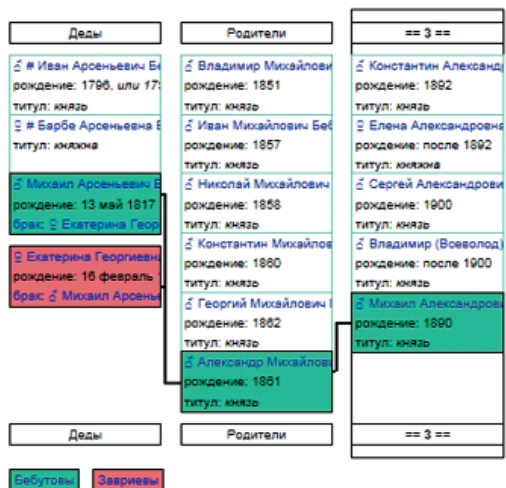 Деды
♂ # Иван Арсеньевич Бе
рождение: 1796, или 17
титул: князь
♀ # Барбе Арсеньевна
титул: княжна
♂ Михаил Арсеньевич
рождение: 13 май 1817
брак: ♀ Екатерина Геор
♀ Екатерина Георгиевн
рождение: 16 февраль
брак: ♂ Михаил Арсень
Деды
Родители
♂ Владимир Михайлови
рождение: 1851
титул: князь
♂ Иван Михайлович Беб
рождение: 1857
титул: князь
♂ Николай Михайлович
рождение: 1858
титул: князь
♂ Константин Михайлов
рождение: 1860
титул: князь
♂ Георгий Михайлович
рождение: 1862
титул: князь
♂ Александр Михайлов
рождение: 1861
титул: князь
Родители
== 3 ==
♂ Константин Александ
рождение: 1892
титул: князь
♀ Елена Александровна
рождение: после 1892
титул: княжна
♂ Сергей Александрови
рождение: 1900
титул: князь
♂ Владимир (Всеволод)
рождение: после 1900
титул: князь
♂ Михаил Александров
рождение: 1890
титул: князь
== 3 ==
Бебутовы
Завриевы